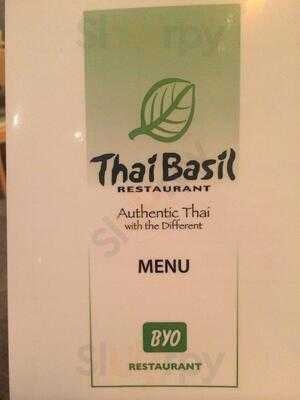 Thai Basil
RESTAURANT
Authentic Thai
with the Different
MENU
BYO
RESTAURANT